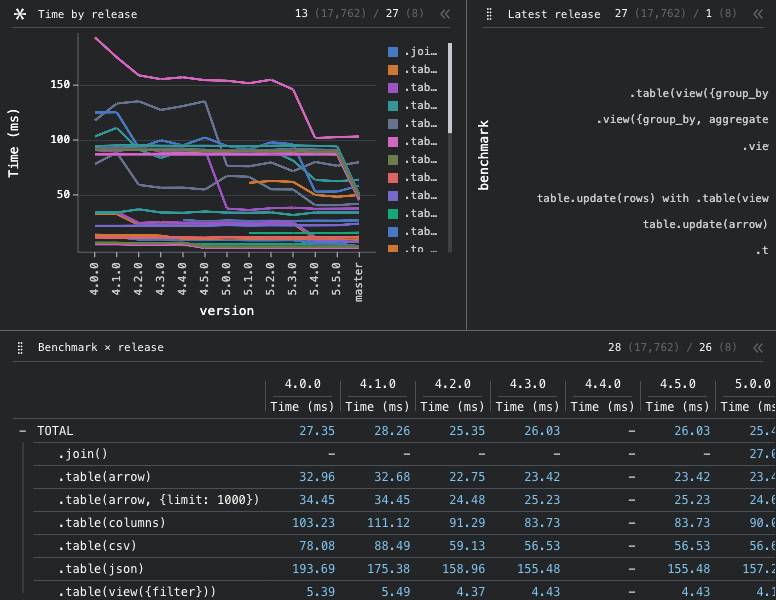 Time by release 13 (17,762) / 27 (8) «
Latest release 27 (17,762) / 1 (8) «
Time (ms)
150
100
50
4.0.0 4.1.0 4.2.0 4.3.0 4.4.0 4.5.0 5.0.0 5.1.0 5.2.0 5.3.0 5.4.0 5.5.0 master
version
.joi…
.tab…
.tab…
.tab…
.tab…
.tab…
.tab…
.tab…
.tab…
.tab…
.tab…
.to …
benchmark
.table(view({group_by
.view({group_by, aggregate
.vie
table.update(rows) with .table(view
table.update(arrow)
.t
Benchmark × release 28 (17,762) / 26 (8) «
4.0.0 4.1.0 4.2.0 4.3.0 4.4.0 4.5.0 5.0.0
Time (ms) Time (ms) Time (ms) Time (ms) Time (ms) Time (ms) Time (ms
− TOTAL 27.35 28.26 25.35 26.03 – 26.03 25.4
.join() – – – – – – 27.0
.table(arrow) 32.96 32.68 22.75 23.42 – 23.42 23.4
.table(arrow, {limit: 1000}) 34.45 34.45 24.48 25.23 – 25.23 24.6
.table(columns) 103.23 111.12 91.29 83.73 – 83.73 90.0
.table(csv) 78.08 88.49 59.13 56.53 – 56.53 56.6
.table(json) 193.69 175.38 158.96 155.48 – 155.48 157.2
.table(view({filter})) 5.39 5.49 4.37 4.43 – 4.43 4.1